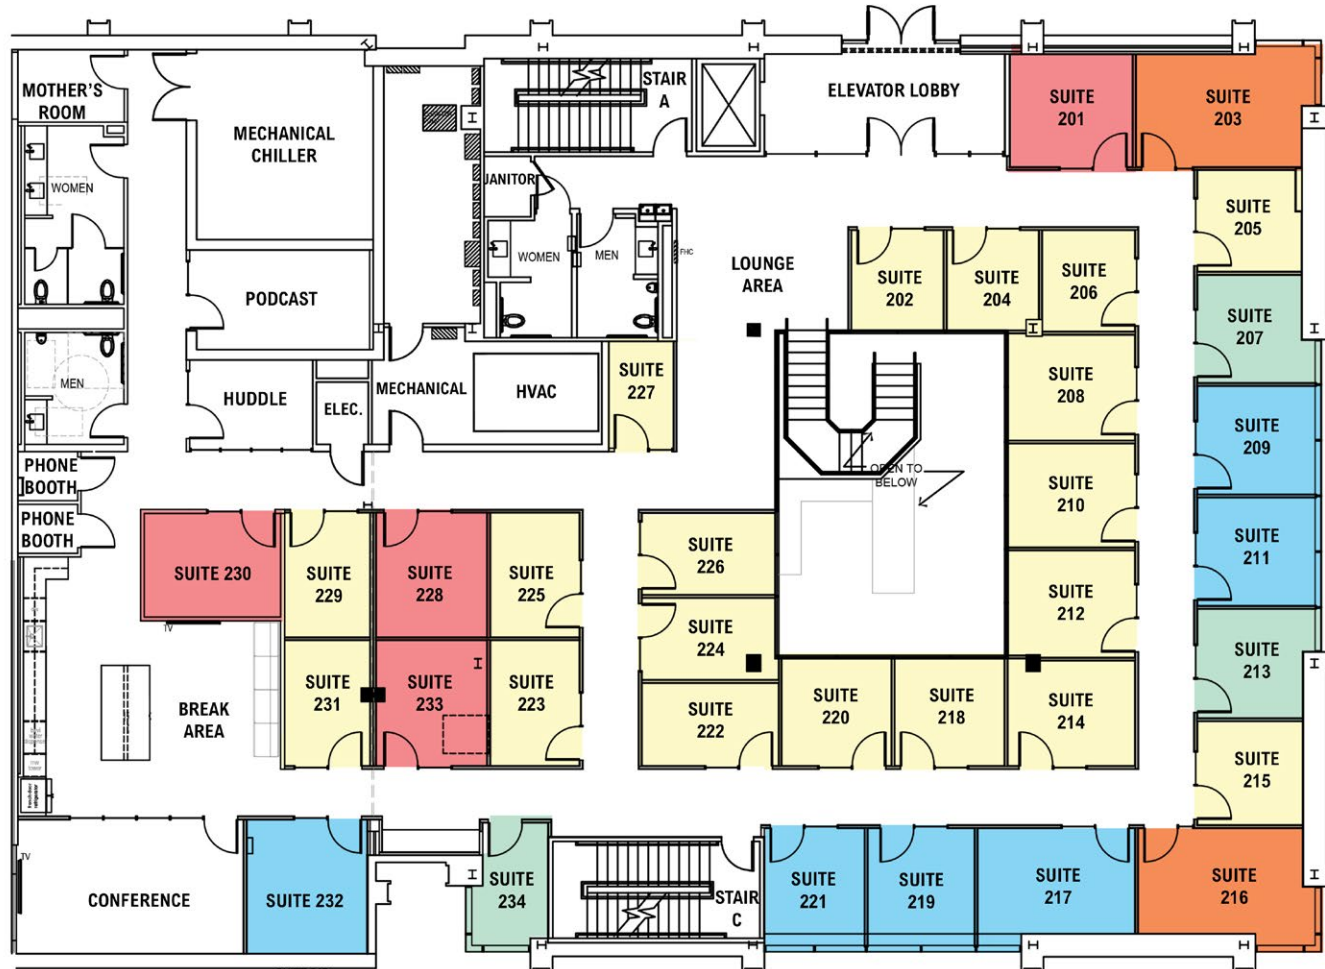 MOTHER'S
ROOM
MECHANICAL
CHILLER
STAIR
A
ELEVATOR LOBBY
SUITE
201
SUITE
203
WOMEN
JANITOR
WOMEN
MEN
FHC
LOUNGE
AREA
SUITE
202
SUITE
204
SUITE
206
SUITE
205
PODCAST
SUITE
207
MEN
HUDDLE
ELEC.
MECHANICAL
HVAC
SUITE
227
SUITE
208
SUITE
209
PHONE
BOOTH
OPEN TO
BELOW
SUITE
210
PHONE
BOOTH
SUITE
211
SUITE 230
SUITE
229
SUITE
228
SUITE
225
SUITE
226
SUITE
212
TV
SUITE
224
SUITE
213
BREAK
AREA
SUITE
231
SUITE
233
SUITE
223
SUITE
222
SUITE
220
SUITE
218
SUITE
214
SUITE
215
TV
CONFERENCE
SUITE 232
SUITE
234
STAIR
C
SUITE
221
SUITE
219
SUITE
217
SUITE
216